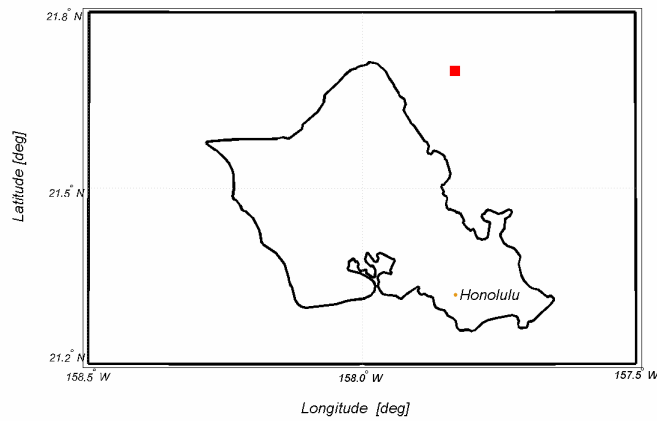 21.8° N
Latitude [deg]
21.5° N
Honolulu
21.2° N
158.5° W
158.0° W
157.5° W
Longitude [deg]